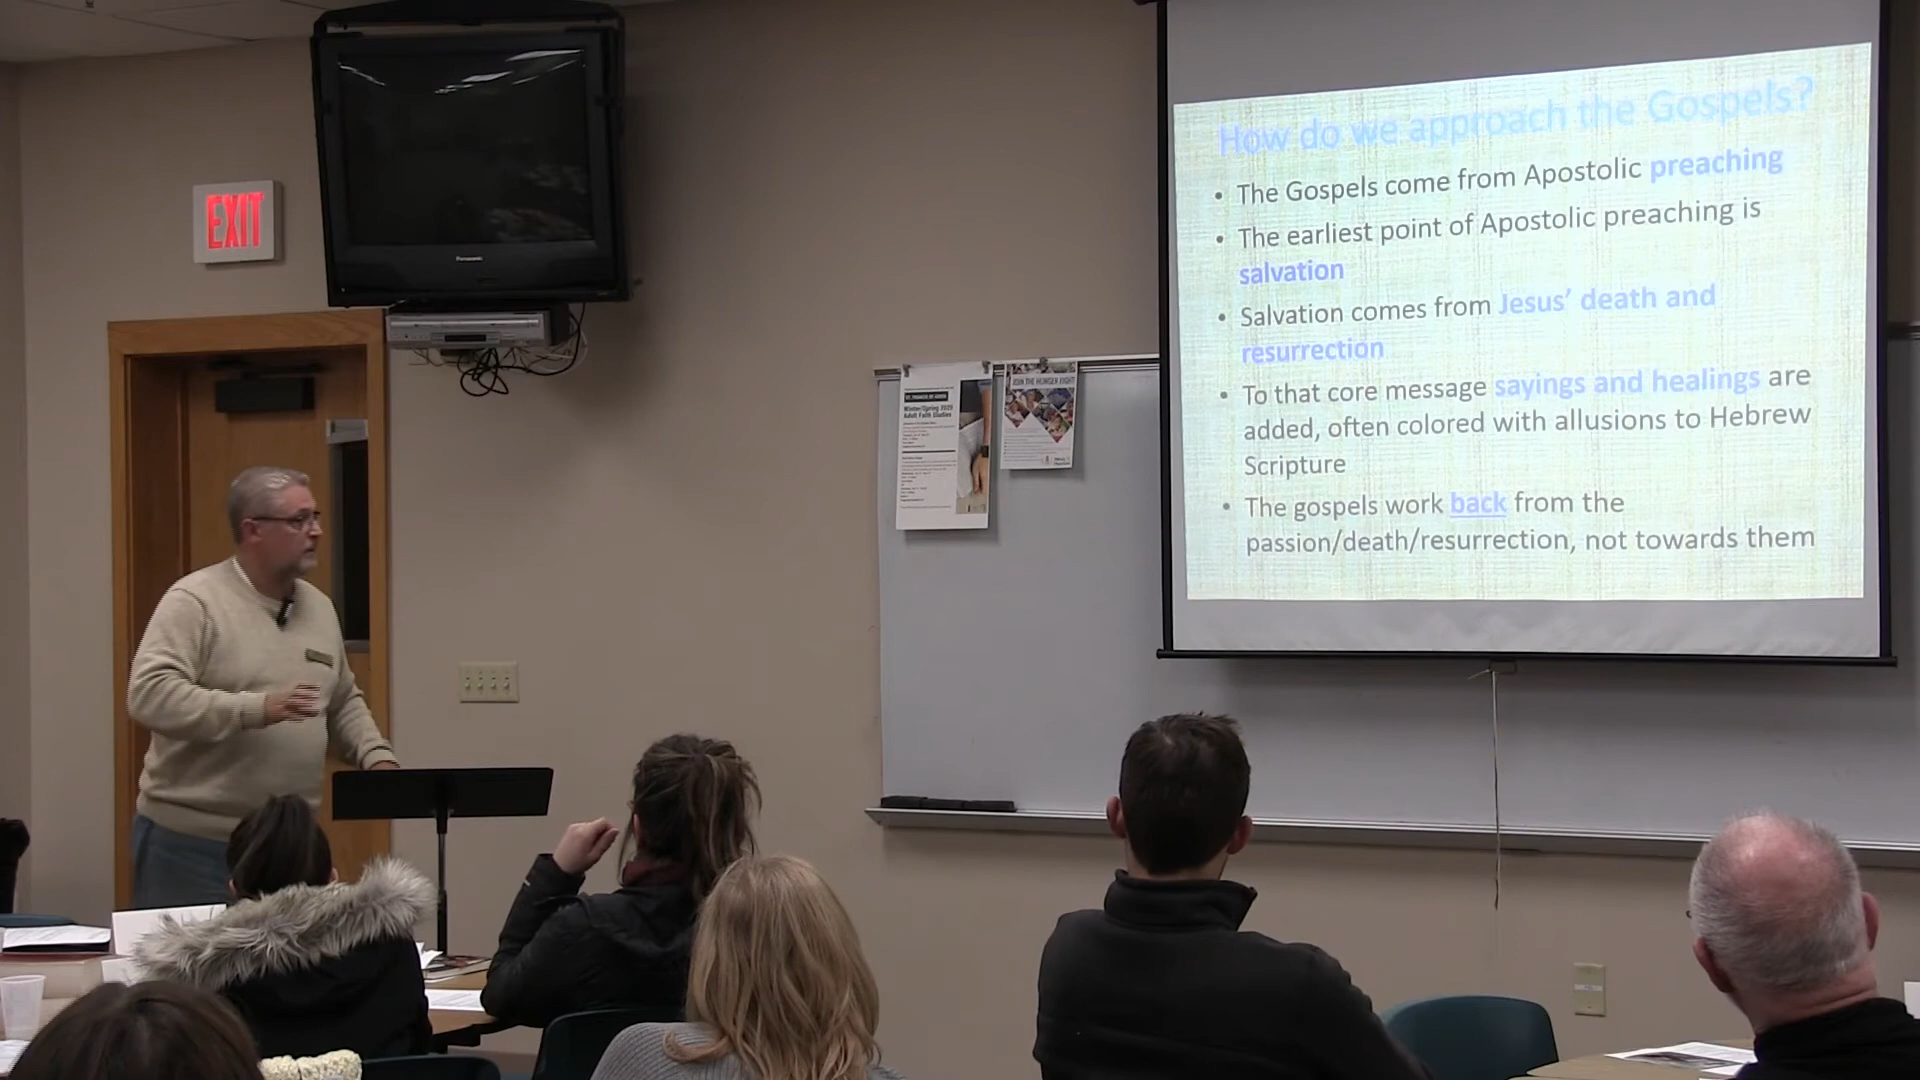 EXIT
Panasonic
Winter/Spring 2025
Adult Faith Studies
JOIN THE HUNGER FIGHT
How do we approach the Gospels?
• The Gospels come from Apostolic preaching
• The earliest point of Apostolic preaching is
salvation
• Salvation comes from Jesus’ death and
resurrection
• To that core message sayings and healings are
added, often colored with allusions to Hebrew
Scripture
• The gospels work back from the
passion/death/resurrection, not towards them